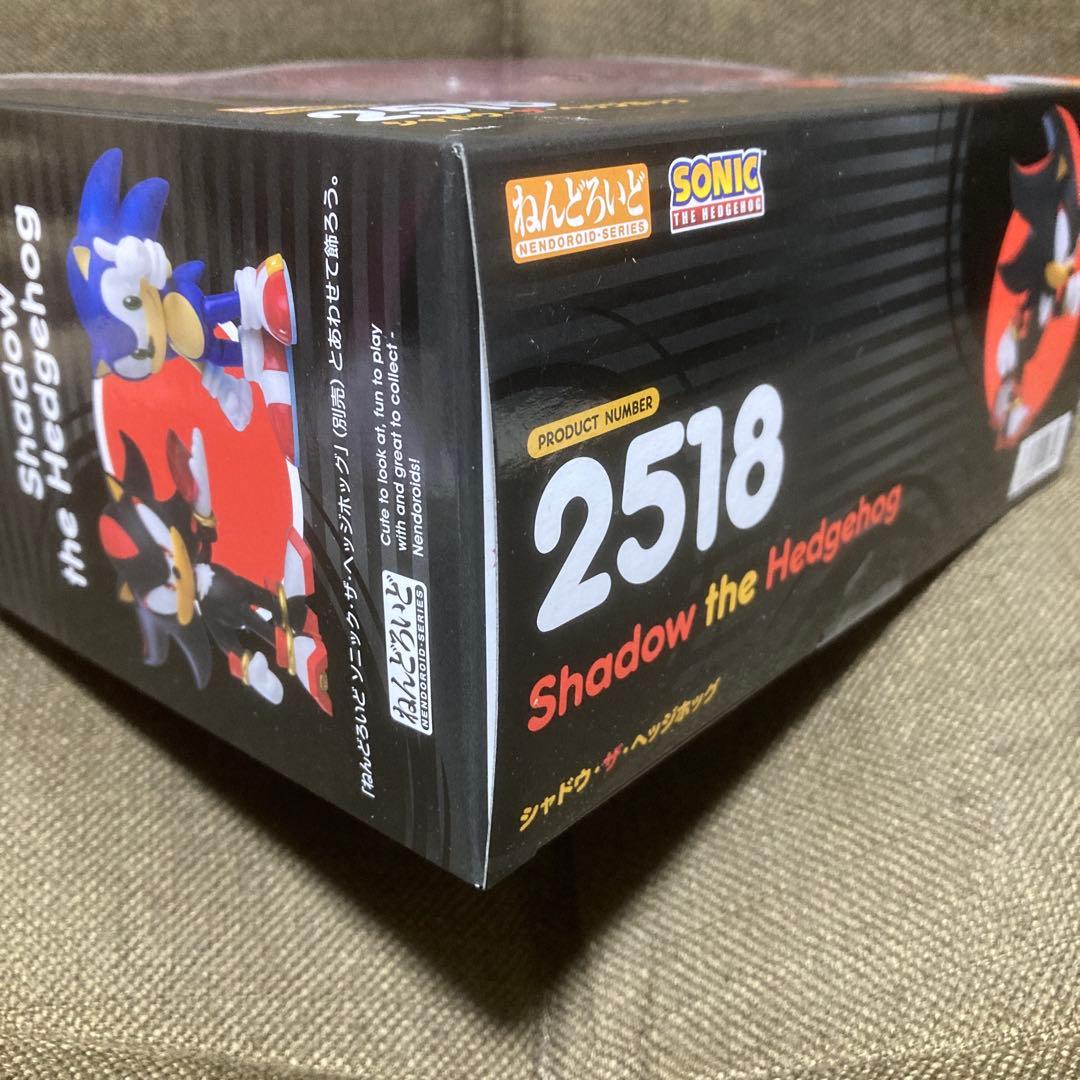 Shadow
the Hedgehog
「ねんどろいど ソニック・ザ・ヘッジホッグ」(別売)とあわせて飾ろう。
Cute to look at, fun to play
with and great to collect -
Nendoroids!
ねんどろいど
NENDOROID-SERIES
ねんどろいど
NENDOROID-SERIES
SONIC
THE HEDGEHOG
PRODUCT NUMBER
2518
Shadow the Hedgehog
シャドウ・ザ・ヘッジホッグ